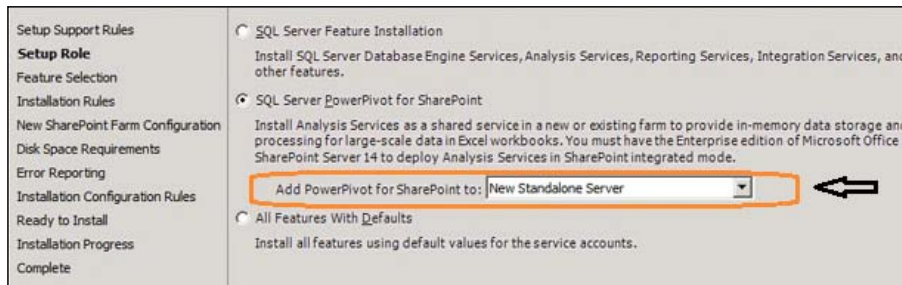 Setup Support Rules
Setup Role
Feature Selection
Installation Rules
New SharePoint Farm Configuration
Disk Space Requirements
Error Reporting
Installation Configuration Rules
Ready to Install
Installation Progress
Complete
SQL Server Feature Installation
Install SQL Server Database Engine Services, Analysis Services, Reporting Services, Integration Services, and
other features.
SQL Server PowerPivot for SharePoint
Install Analysis Services as a shared service in a new or existing farm to provide in-memory data storage and
processing for large-scale data in Excel workbooks. You must have the Enterprise edition of Microsoft Office
SharePoint Server 14 to deploy Analysis Services in SharePoint integrated mode.
Add PowerPivot for SharePoint to: New Standalone Server
All Features With Defaults
Install all features using default values for the service accounts.